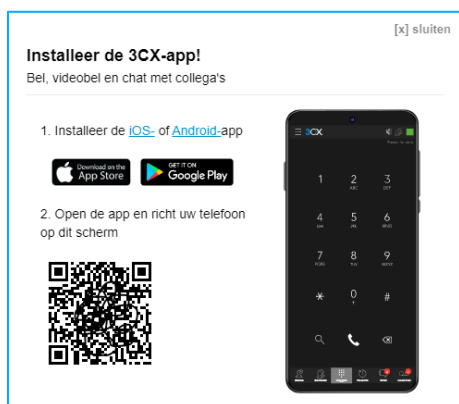 [x] sluiten
Installeer de 3CX-app!
Bel, videobel en chat met collega's
1. Installeer de iOS- of Android-app
Download on the
App Store
GET IT ON
Google Play
2. Open de app en richt uw telefoon
op dit scherm
3CX
1 2 3
ABC DEF
4 5 6
GHI JKL MNO
7 8 9
PQRS TUV WXYZ
* 0 #
+